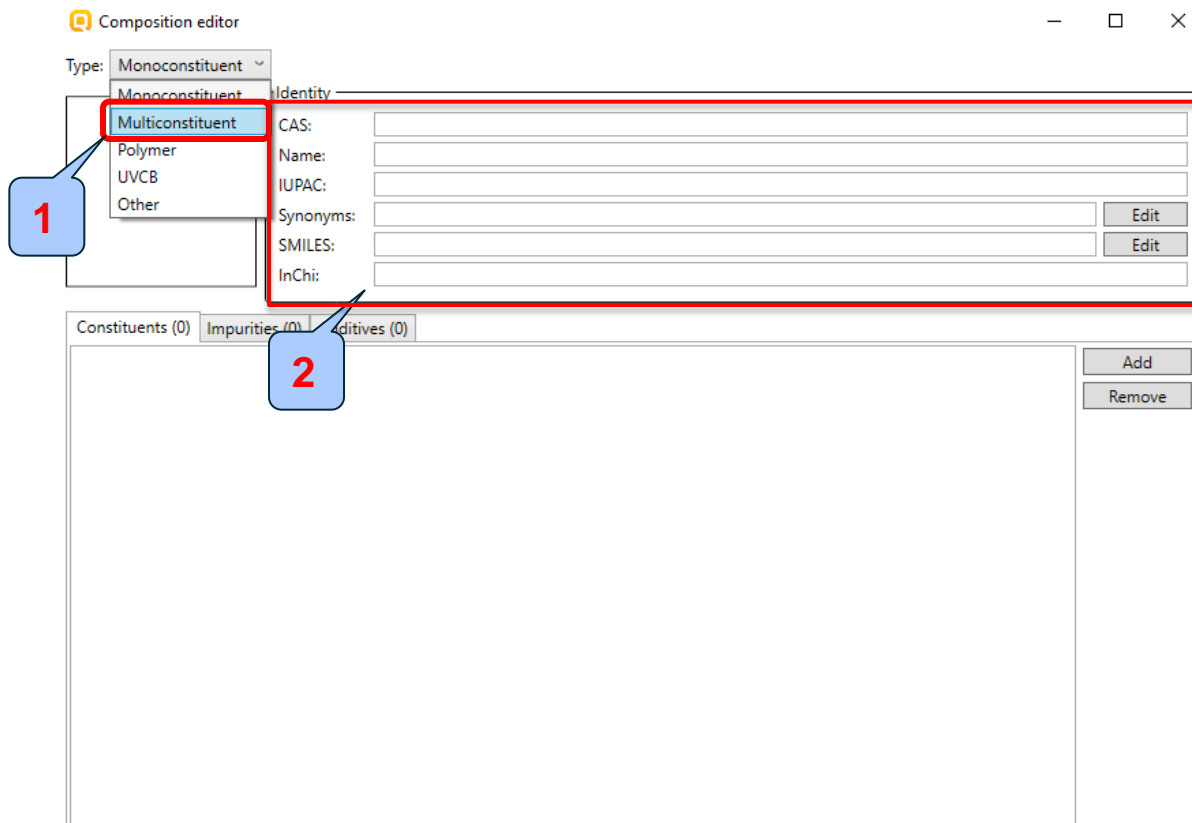 Composition editor
Type: Monoconstituent
Monoconstituent
Multiconstituent
Polymer
UVCB
Other
1
Identity
CAS:
Name:
IUPAC:
Synonyms: Edit
SMILES: Edit
InChi:
Constituents (0) Impurities (0) Additives (0)
2
Add
Remove